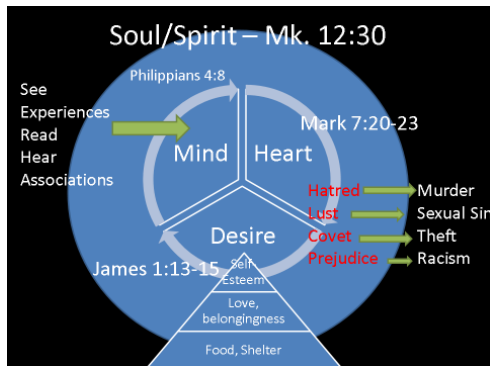 Soul/Spirit – Mk. 12:30
Philippians 4:8
See
Experiences
Read
Hear
Associations
Mind
Heart
Mark 7:20-23
Hatred
Murder
Lust
Sexual Sin
Covet
Theft
Prejudice
Racism
Desire
James 1:13-15
Self-
Esteem
Love,
belongingness
Food, Shelter